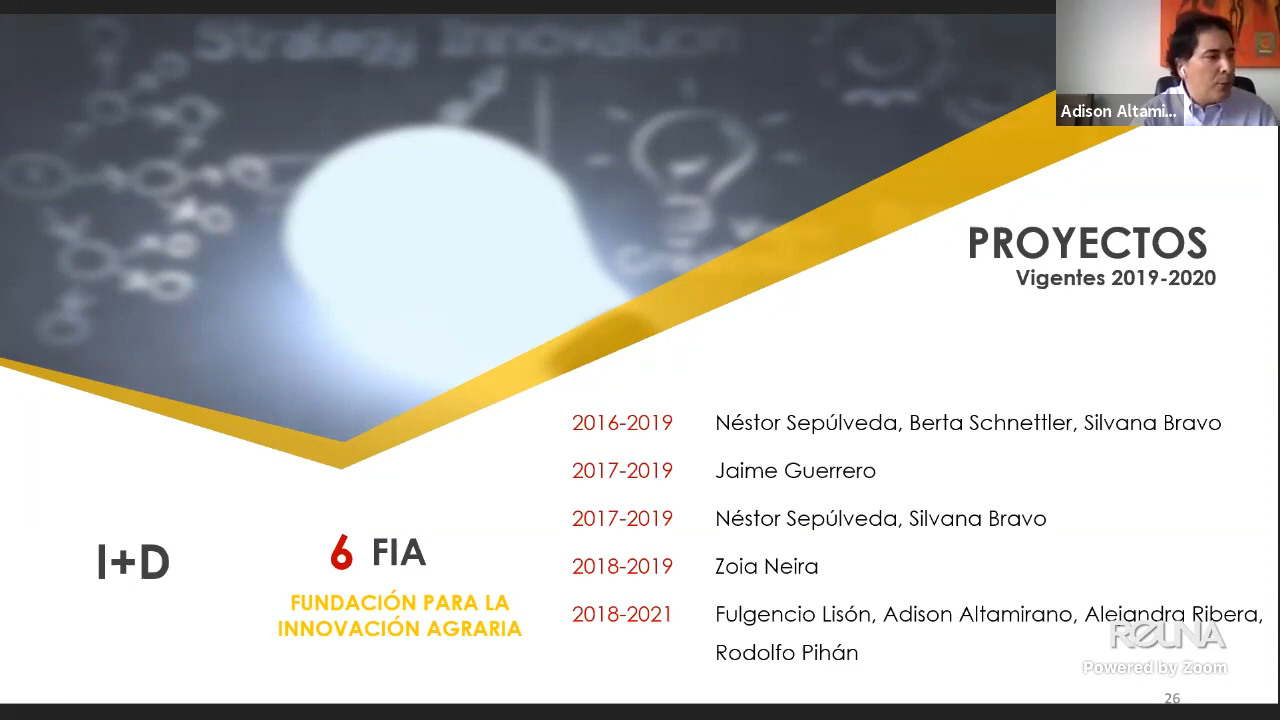 Strategy Innovation
Adison Altami...
PROYECTOS
Vigentes 2019-2020
2016-2019 Néstor Sepúlveda, Berta Schnettler, Silvana Bravo
2017-2019 Jaime Guerrero
2017-2019 Néstor Sepúlveda, Silvana Bravo
2018-2019 Zoia Neira
2018-2021 Fulgencio Lisón, Adison Altamirano, Alejandra Ribera,
Rodolfo Pihán
I+D
6 FIA
FUNDACIÓN PARA LA
INNOVACIÓN AGRARIA
REUNA
Powered by Zoom
26